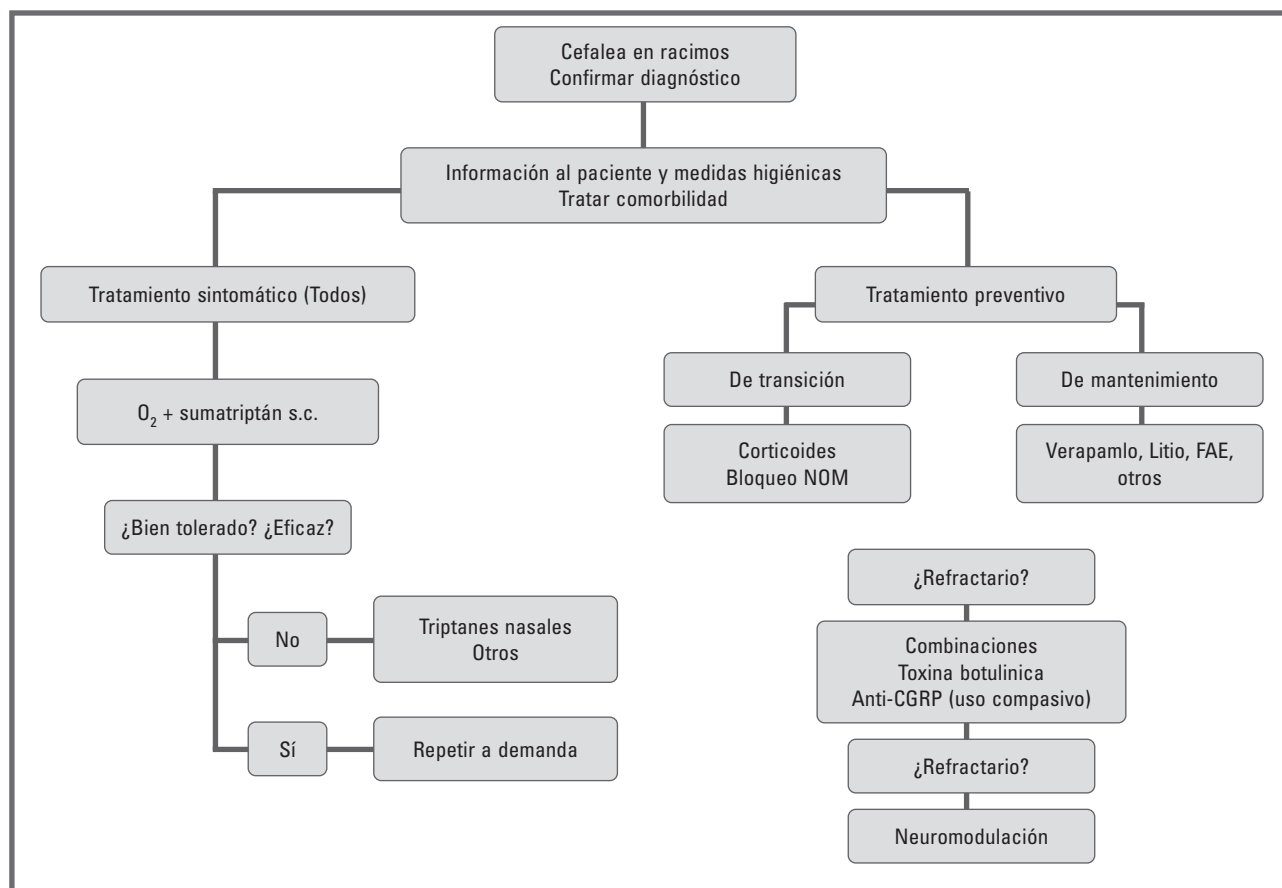 Cefalea en racimos
Confirmar diagnóstico
Información al paciente y medidas higiénicas
Tratar comorbilidad
Tratamiento sintomático (Todos)
O₂ + sumatriptán s.c.
¿Bien tolerado? ¿Eficaz?
No
Triptanes nasales
Otros
Sí
Repetir a demanda
Tratamiento preventivo
De transición
Corticoides
Bloqueo NOM
De mantenimiento
Verapamlo, Litio, FAE,
otros
¿Refractario?
Combinaciones
Toxina botulinica
Anti-CGRP (uso compasivo)
¿Refractario?
Neuromodulación